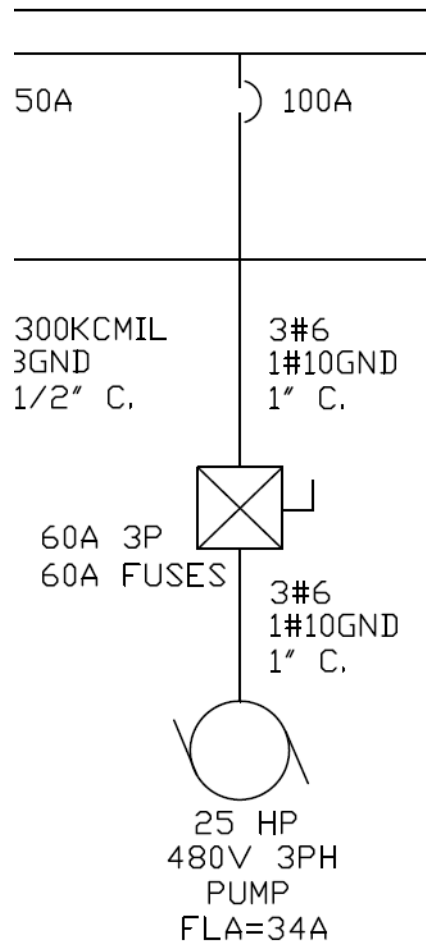 50A
100A
300KCMIL
3GND
1/2" C.
3#6
1#10GND
1" C.
60A 3P
60A FUSES
3#6
1#10GND
1" C.
25 HP
480V 3PH
PUMP
FLA=34A